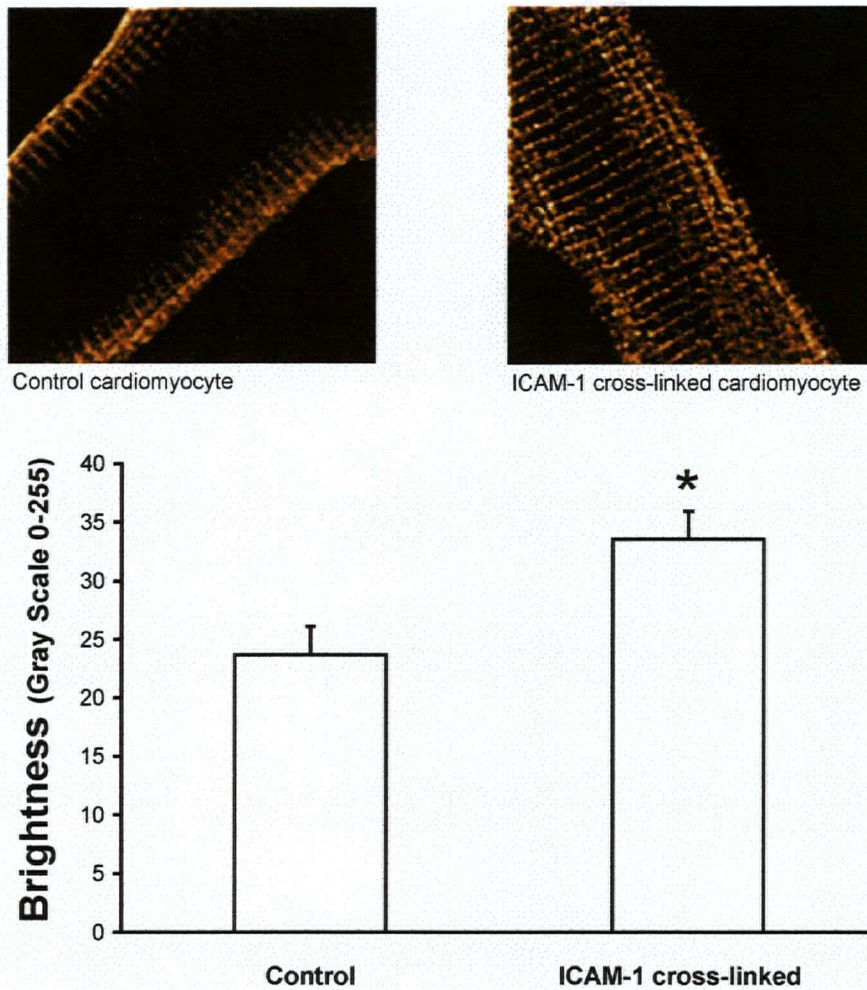 Control cardiomyocyte
ICAM-1 cross-linked cardiomyocyte
Brightness (Gray Scale 0-255)
40
35
30
25
20
15
10
5
0
*
Control
ICAM-1 cross-linked